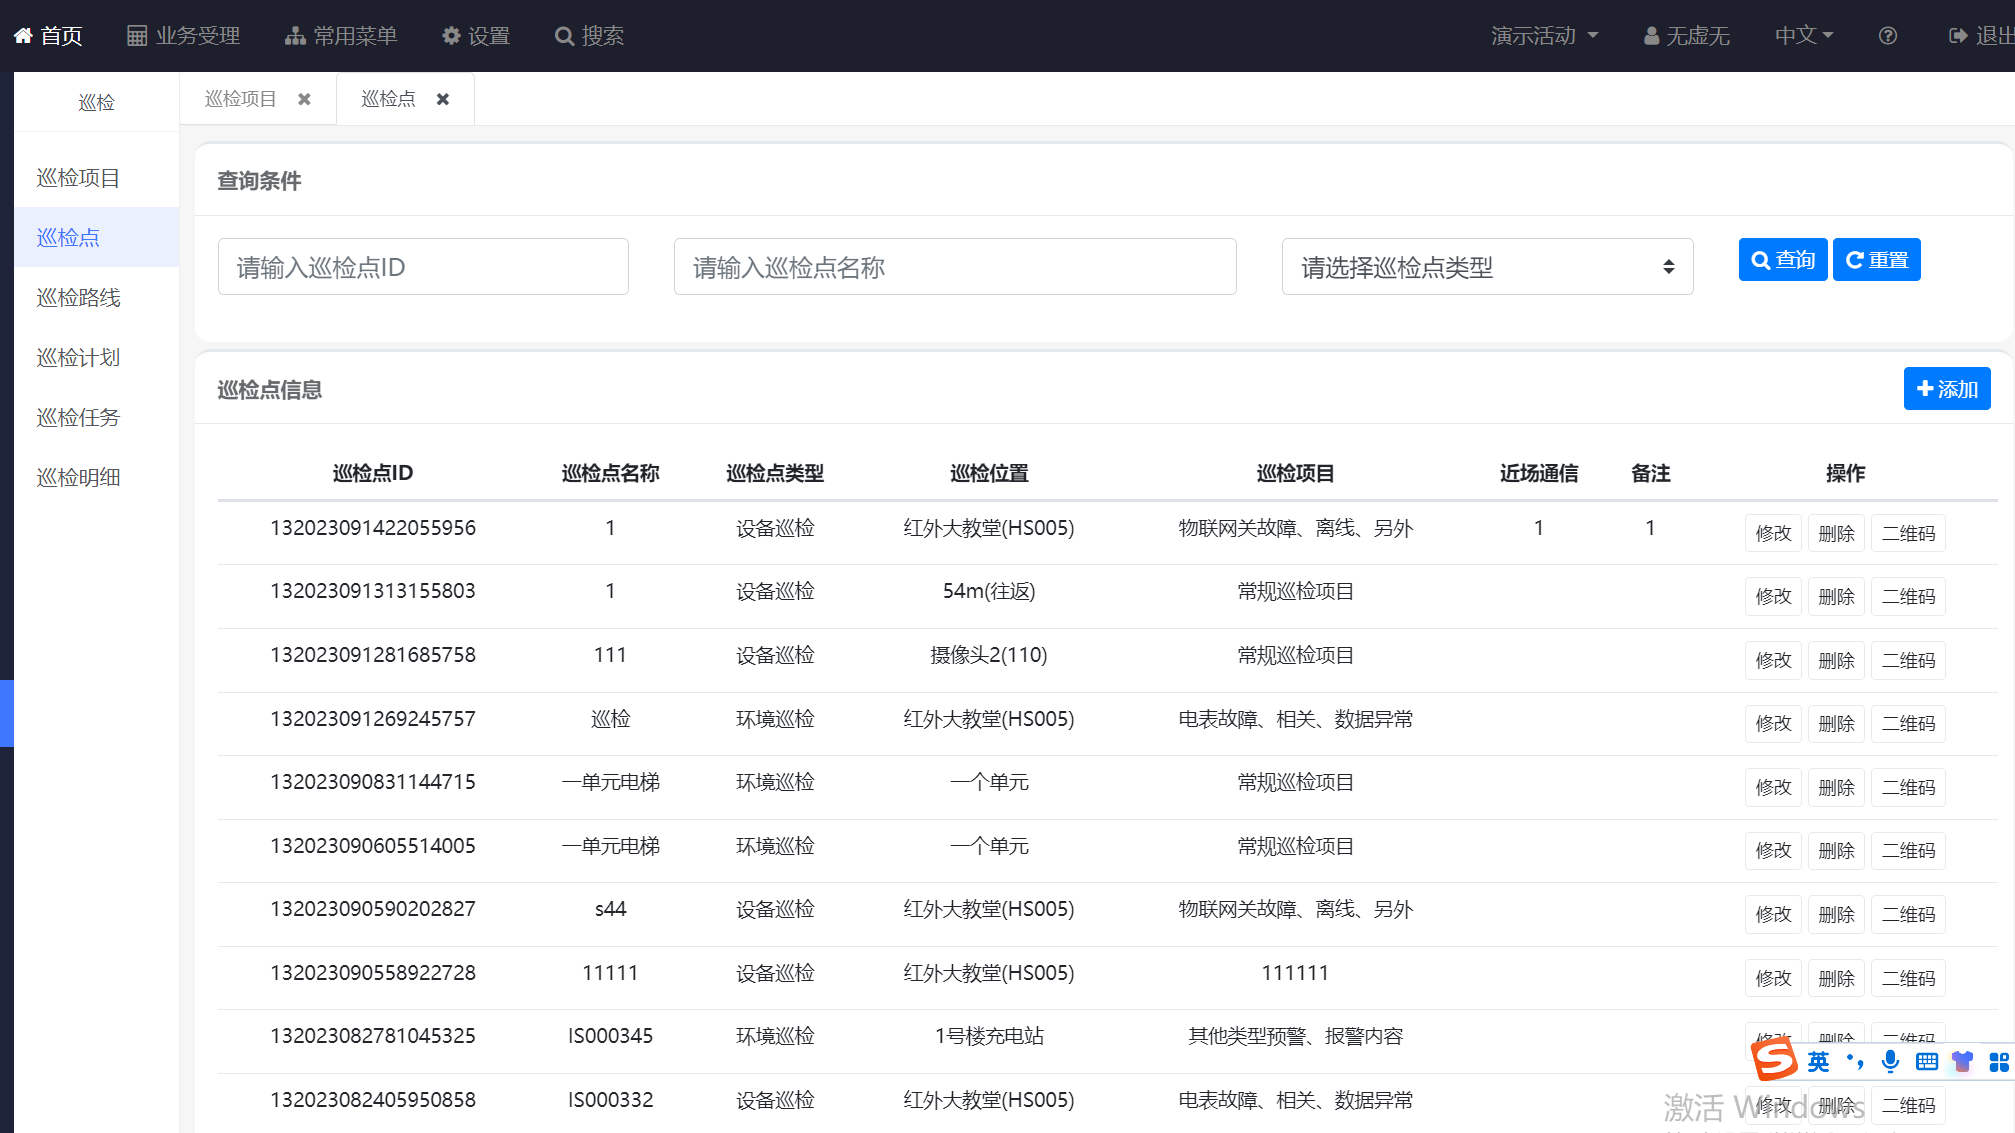 首页 业务受理 常用菜单 设置 搜索 演示活动 无虚无 中文 退出
巡检 巡检项目 巡检点
巡检项目
巡检点
巡检路线
巡检计划
巡检任务
巡检明细
查询条件
请输入巡检点ID 请输入巡检点名称 请选择巡检点类型 查询 重置
巡检点信息 添加
巡检点ID 巡检点名称 巡检点类型 巡检位置 巡检项目 近场通信 备注 操作
132023091422055956 1 设备巡检 红外大教堂(HS005) 物联网关故障、离线、另外 1 1 修改 删除 二维码
132023091313155803 1 设备巡检 54m(往返) 常规巡检项目 修改 删除 二维码
132023091281685758 111 设备巡检 摄像头2(110) 常规巡检项目 修改 删除 二维码
132023091269245757 巡检 环境巡检 红外大教堂(HS005) 电表故障、相关、数据异常 修改 删除 二维码
132023090831144715 一单元电梯 环境巡检 一个单元 常规巡检项目 修改 删除 二维码
132023090605514005 一单元电梯 环境巡检 一个单元 常规巡检项目 修改 删除 二维码
132023090590202827 s44 设备巡检 红外大教堂(HS005) 物联网关故障、离线、另外 修改 删除 二维码
132023090558922728 11111 设备巡检 红外大教堂(HS005) 111111 修改 删除 二维码
132023082781045325 IS000345 环境巡检 1号楼充电站 其他类型预警、报警内容 修改 删除 二维码
英
132023082405950858 IS000332 设备巡检 红外大教堂(HS005) 电表故障、相关、数据异常 修改 删除 二维码
激活 Windows